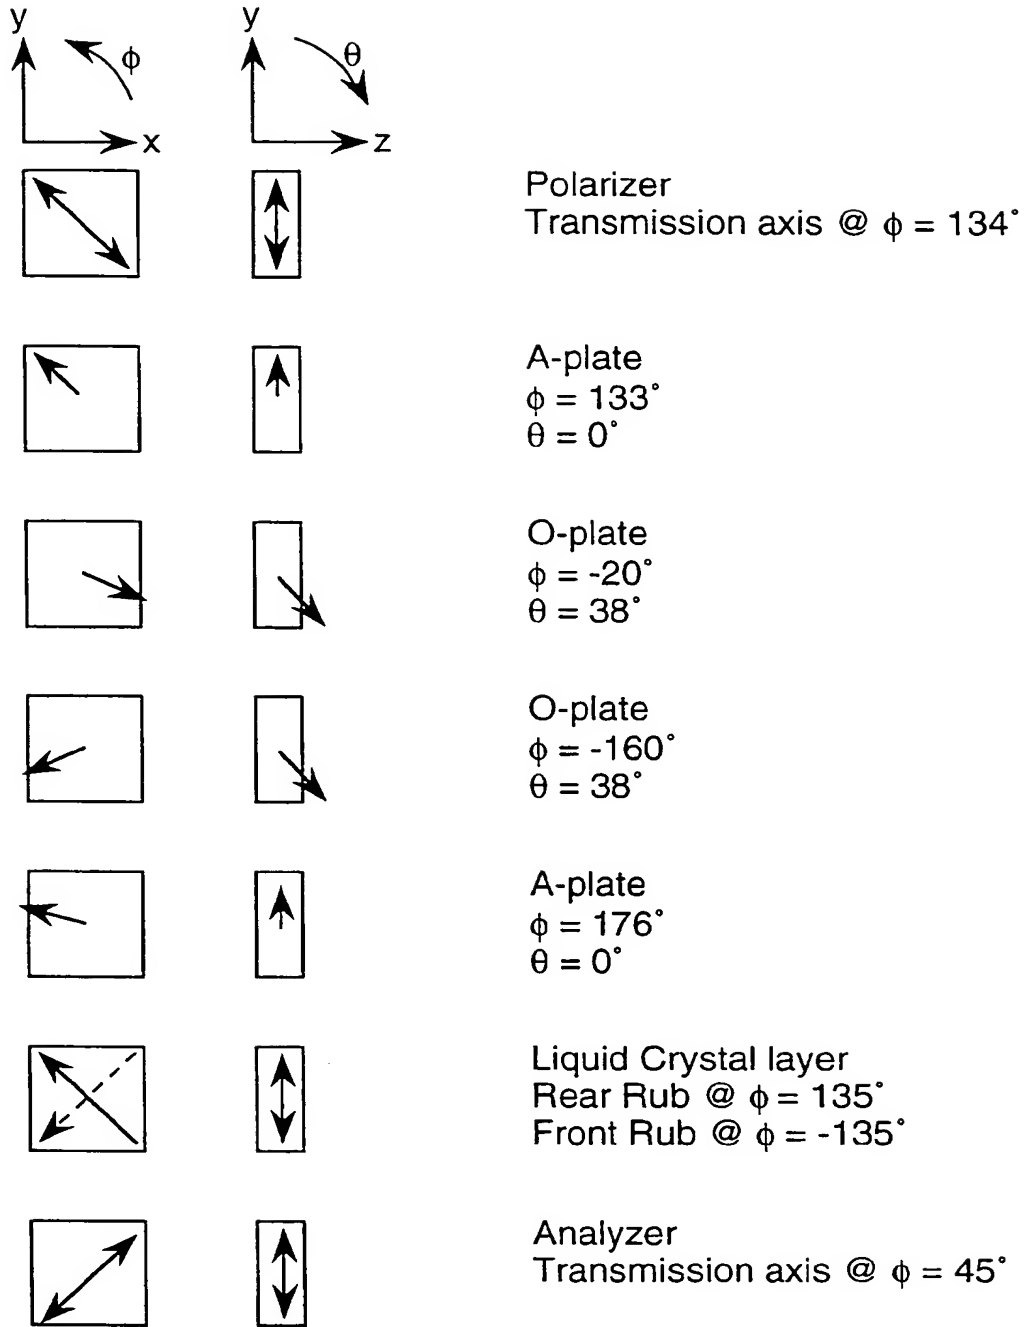 y
ϕ
x
y
θ
z
Polarizer
Transmission axis @ ϕ = 134°
A-plate
ϕ = 133°
θ = 0°
O-plate
ϕ = -20°
θ = 38°
O-plate
ϕ = -160°
θ = 38°
A-plate
ϕ = 176°
θ = 0°
Liquid Crystal layer
Rear Rub @ ϕ = 135°
Front Rub @ ϕ = -135°
Analyzer
Transmission axis @ ϕ = 45°